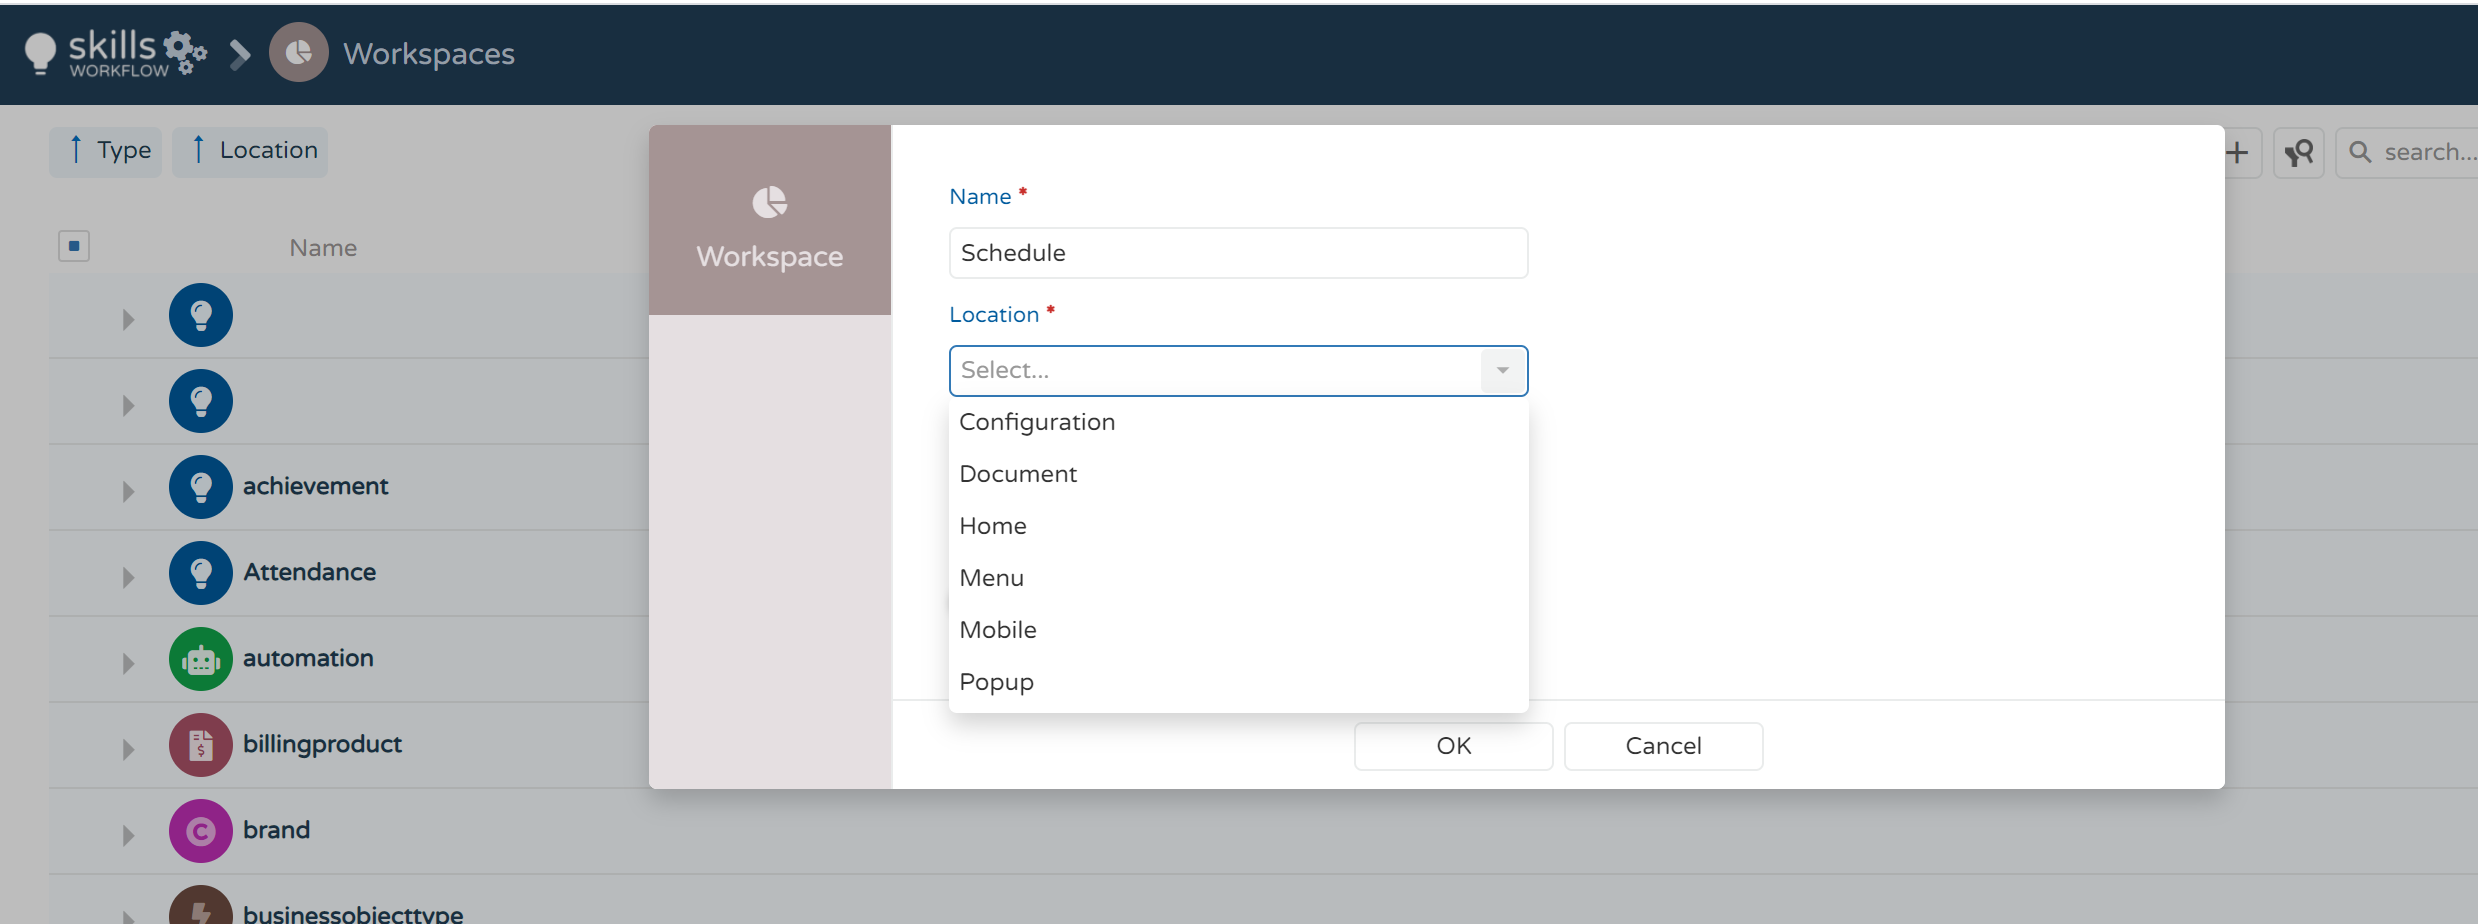 skills
WORKFLOW
Workspaces
Type
Location
search...
Name
achievement
Attendance
automation
billingproduct
brand
businessobjecttype
Workspace
Name *
Schedule
Location *
Select...
Configuration
Document
Home
Menu
Mobile
Popup
OK
Cancel